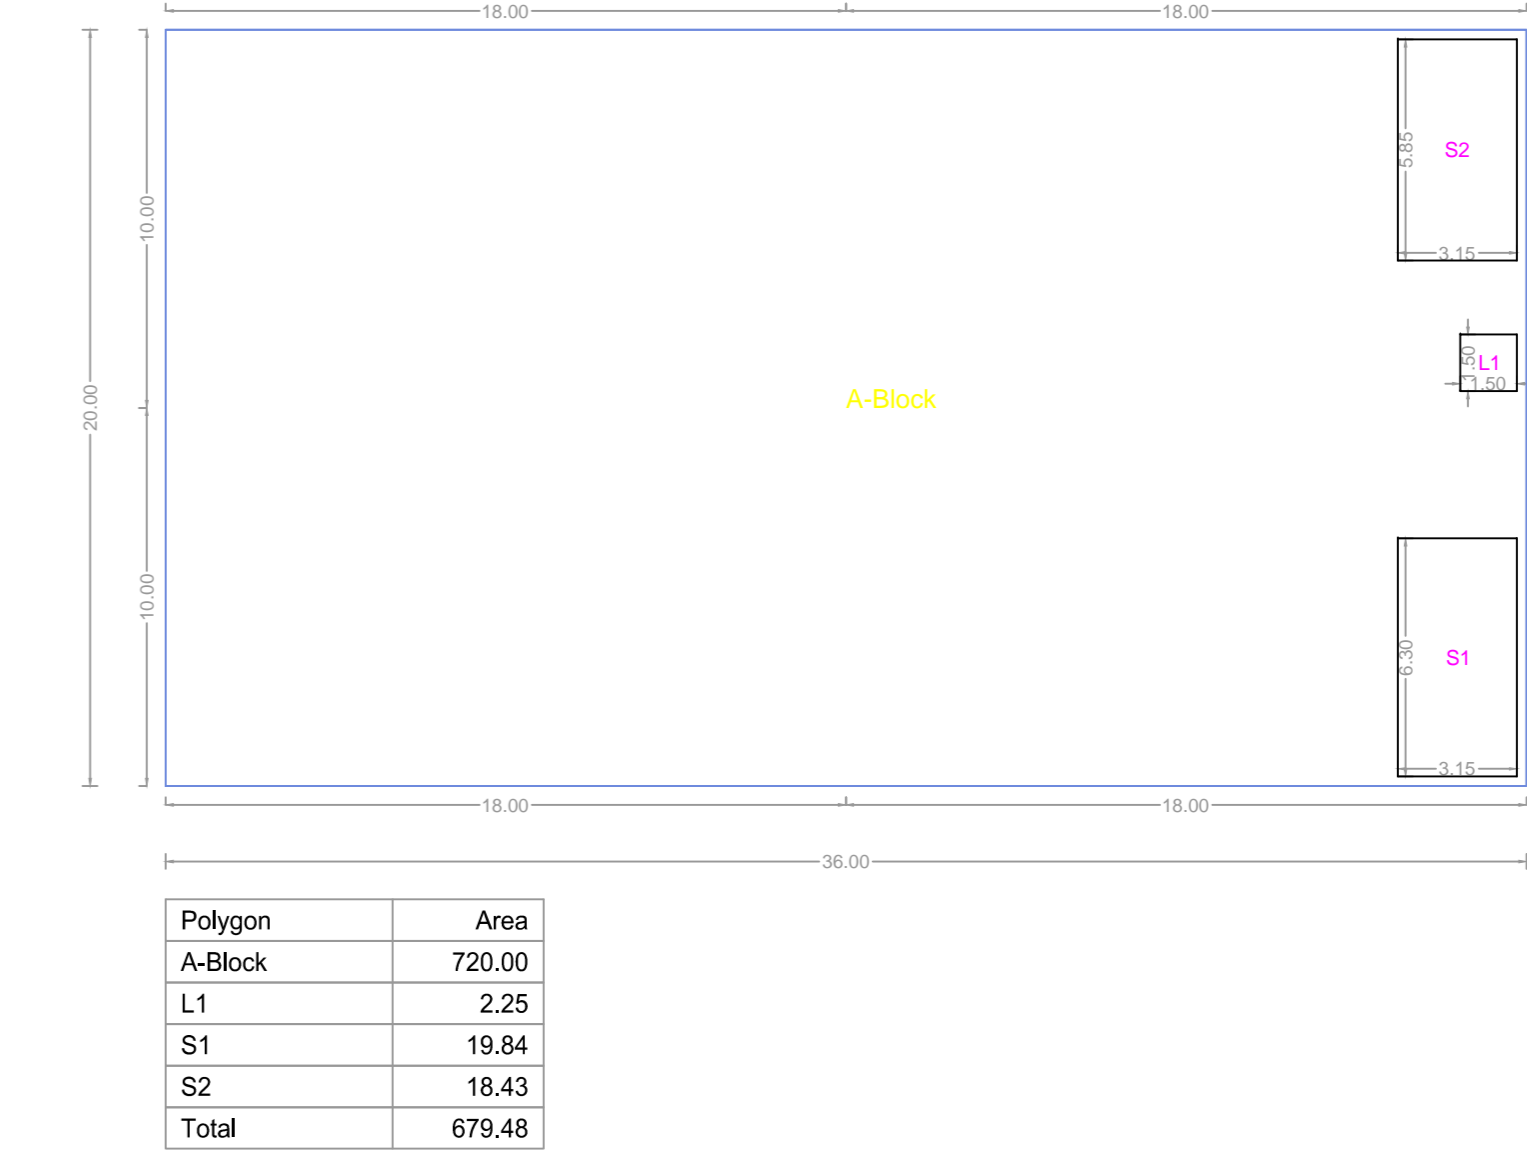 18.00 18.00
5.85
S2
10.00
3.15
1.50
L1
1.50
20.00
A-Block
10.00
6.30
S1
3.15
18.00 18.00
36.00
Polygon Area
A-Block 720.00
L1 2.25
S1 19.84
S2 18.43
Total 679.48